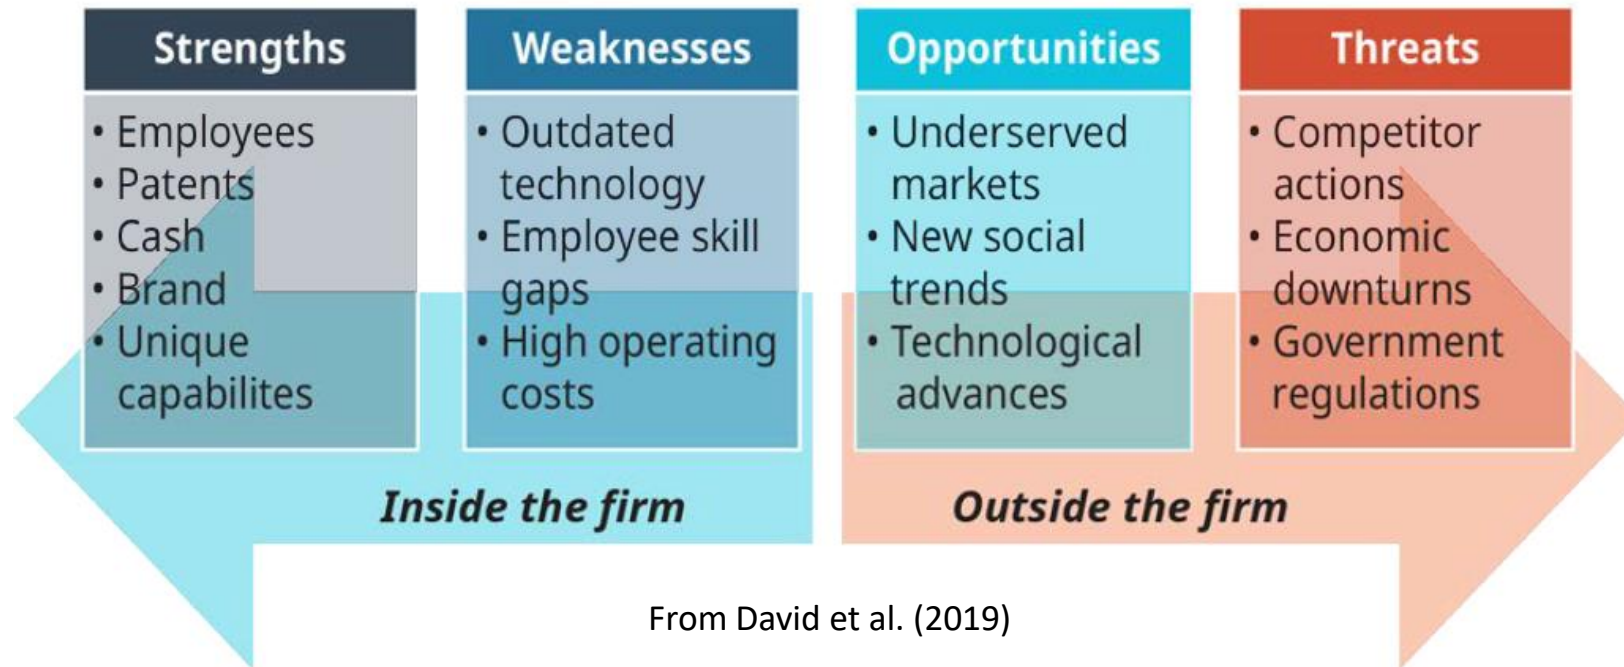 Strengths
• Employees
• Patents
• Cash
• Brand
• Unique
capabilites
Weaknesses
• Outdated
technology
• Employee skill
gaps
• High operating
costs
Opportunities
• Underserved
markets
• New social
trends
• Technological
advances
Threats
• Competitor
actions
• Economic
downturns
• Government
regulations
Inside the firm
Outside the firm
From David et al. (2019)